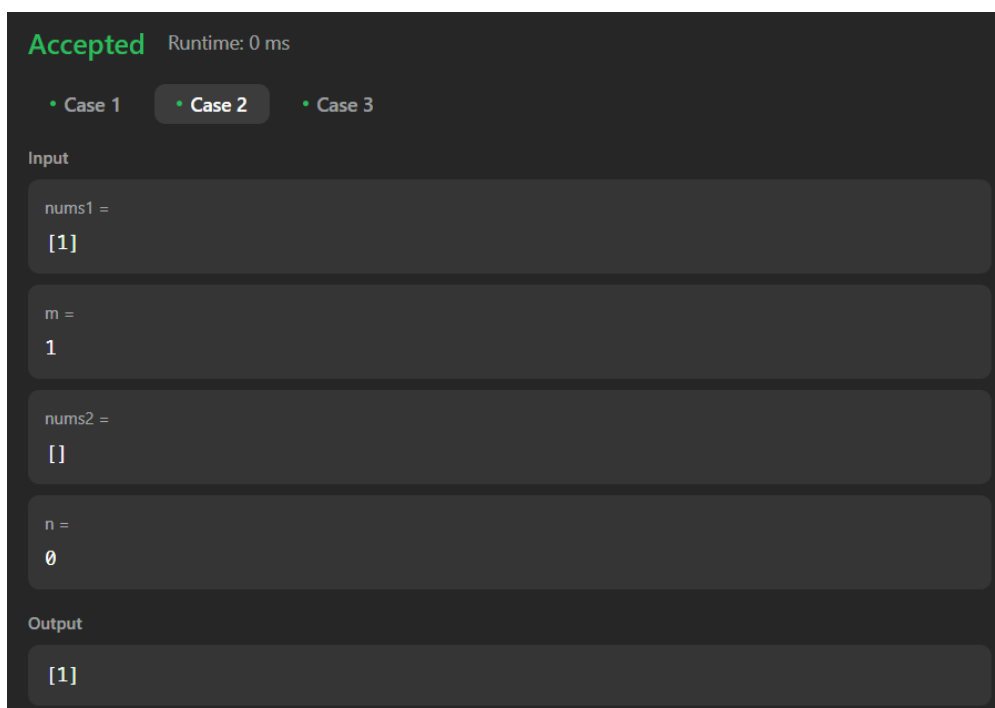 Accepted Runtime: 0 ms
• Case 1 • Case 2 • Case 3
Input
nums1 =
[1]
m =
1
nums2 =
[]
n =
0
Output
[1]